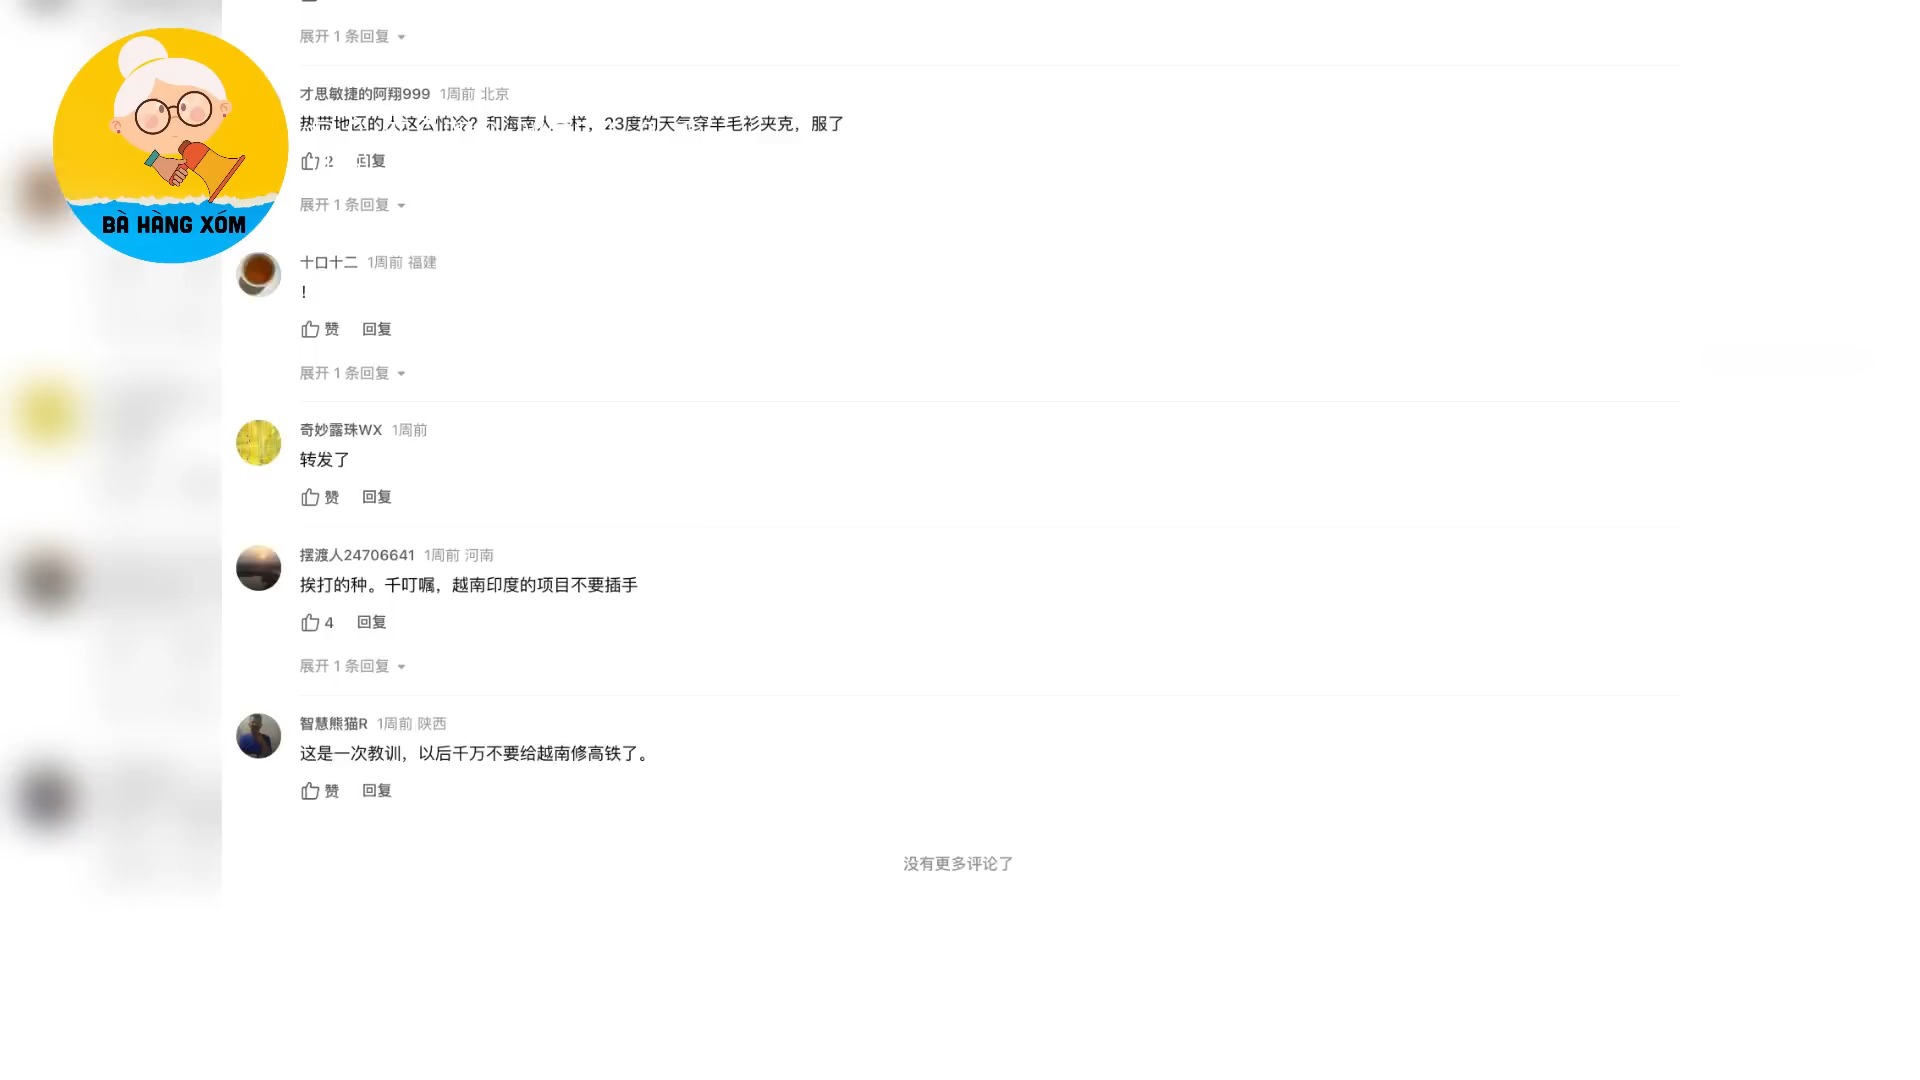 展开 1 条回复
才思敏捷的阿翔999 1周前 北京
热带地区的人这么怕冷？和海南人一样，23度的天气穿羊毛衫夹克，服了
2 回复
展开 1 条回复
BÀ HÀNG XÓM
十口十二 1周前 福建
！
赞 回复
展开 1 条回复
奇妙露珠WX 1周前
转发了
赞 回复
摆渡人24706641 1周前 河南
挨打的种。千叮嘱，越南印度的项目不要插手
4 回复
展开 1 条回复
智慧熊猫R 1周前 陕西
这是一次教训，以后千万不要给越南修高铁了。
赞 回复
没有更多评论了